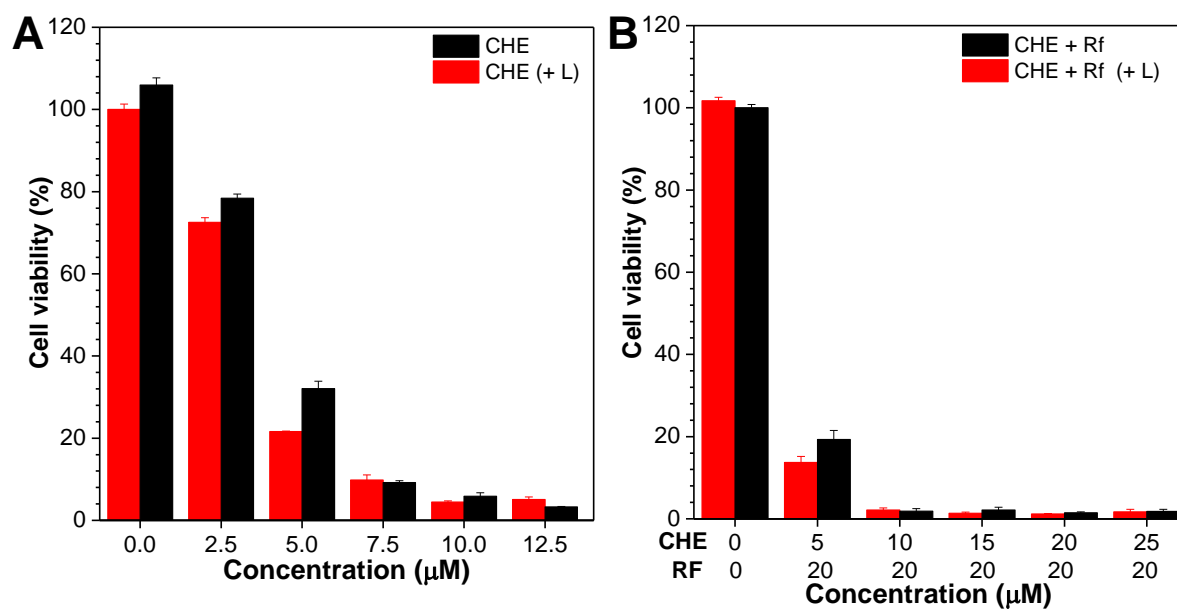 A
CHE
CHE (+ L)
Cell viability (%)
120
100
80
60
40
20
0
0.0 2.5 5.0 7.5 10.0 12.5
Concentration (μM)
B
CHE + Rf
CHE + Rf (+ L)
Cell viability (%)
120
100
80
60
40
20
0
CHE 0 5 10 15 20 25
RF 0 20 20 20 20 20
Concentration (μM)